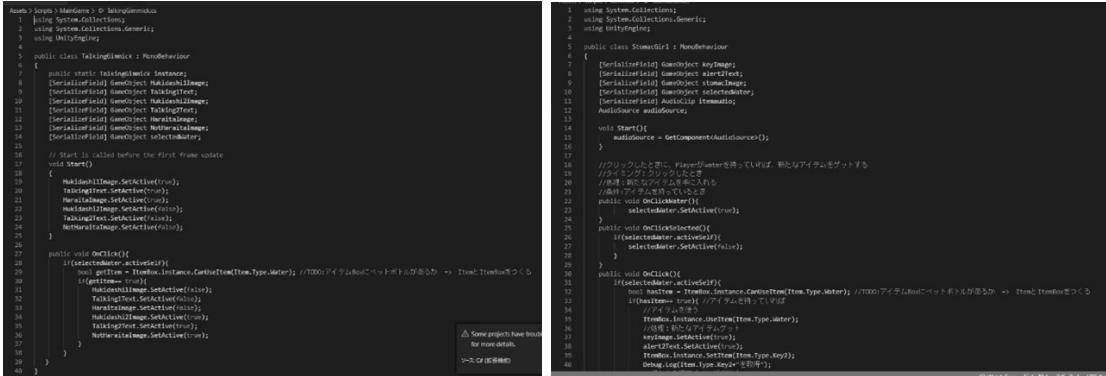 Assets > Scripts > MainGame > TalkingGimmick.cs
1 using System.Collections;
2 using System.Collections.Generic;
3 using UnityEngine;
4
5 public class TalkingGimmick : MonoBehaviour
6 {
7 public static TalkingGimmick instance;
8 [SerializeField] GameObject Hukidashi1Image;
9 [SerializeField] GameObject Talking1Text;
10 [SerializeField] GameObject Hukidashi2Image;
11 [SerializeField] GameObject Talking2Text;
12 [SerializeField] GameObject HaraitaImage;
13 [SerializeField] GameObject NotHaraitaImage;
14 [SerializeField] GameObject selectedWater;
15
16 // Start is called before the first frame update
17 void Start()
18 {
19 Hukidashi1Image.SetActive(true);
20 Talking1Text.SetActive(true);
21 HaraitaImage.SetActive(true);
22 Hukidashi2Image.SetActive(false);
23 Talking2Text.SetActive(false);
24 NotHaraitaImage.SetActive(false);
25 }
26
27 public void OnClick(){
28 if(selectedWater.activeSelf){
29 bool getItem = ItemBox.instance.CanUseItem(Item.Type.Water); //TODO:アイテムBoxにペットボトルがあるか -> ItemとItemBoxをつくる
30 if(getItem== true){
31 Hukidashi1Image.SetActive(false);
32 Talking1Text.SetActive(false);
33 HaraitaImage.SetActive(false);
34 Hukidashi2Image.SetActive(true);
35 Talking2Text.SetActive(true);
36 NotHaraitaImage.SetActive(true);
37 }
38 }
39 }
40 }
Some projects have troubl
for more details.
ソース: C# (拡張機能)
1 using System.Collections;
2 using System.Collections.Generic;
3 using UnityEngine;
4
5 public class StomacGirl : MonoBehaviour
6 {
7 [SerializeField] GameObject keyImage;
8 [SerializeField] GameObject alert2Text;
9 [SerializeField] GameObject stomacImage;
10 [SerializeField] GameObject selectedWater;
11 [SerializeField] AudioClip itemaudio;
12 AudioSource audioSource;
13
14 void Start(){
15 audioSource = GetComponent<AudioSource>();
16 }
17
18 //クリックしたときに、Playerがwaterを持っていれば、新たなアイテムをゲットする
19 //タイミング:クリックしたとき
20 //処理:新たなアイテムを手に入れる
21 //条件:アイテムを持っているとき
22 public void OnClickWater(){
23 selectedWater.SetActive(true);
24 }
25 public void OnClickSelected(){
26 if(selectedWater.activeSelf){
27 selectedWater.SetActive(false);
28 }
29 }
30 public void OnClick(){
31 if(selectedWater.activeSelf){
32 bool hasItem = ItemBox.instance.CanUseItem(Item.Type.Water); //TODO:アイテムBoxにペットボトルがあるか -> ItemとItemBoxをつくる
33 if(hasItem== true){ //アイテムを持っていれば
34 //アイテムを使う
35 ItemBox.instance.UseItem(Item.Type.Water);
36 //処理:新たなアイテムゲット
37 keyImage.SetActive(true);
38 alert2Text.SetActive(true);
39 ItemBox.instance.SetItem(Item.Type.Key2);
40 Debug.Log(Item.Type.Key2+"を取得");